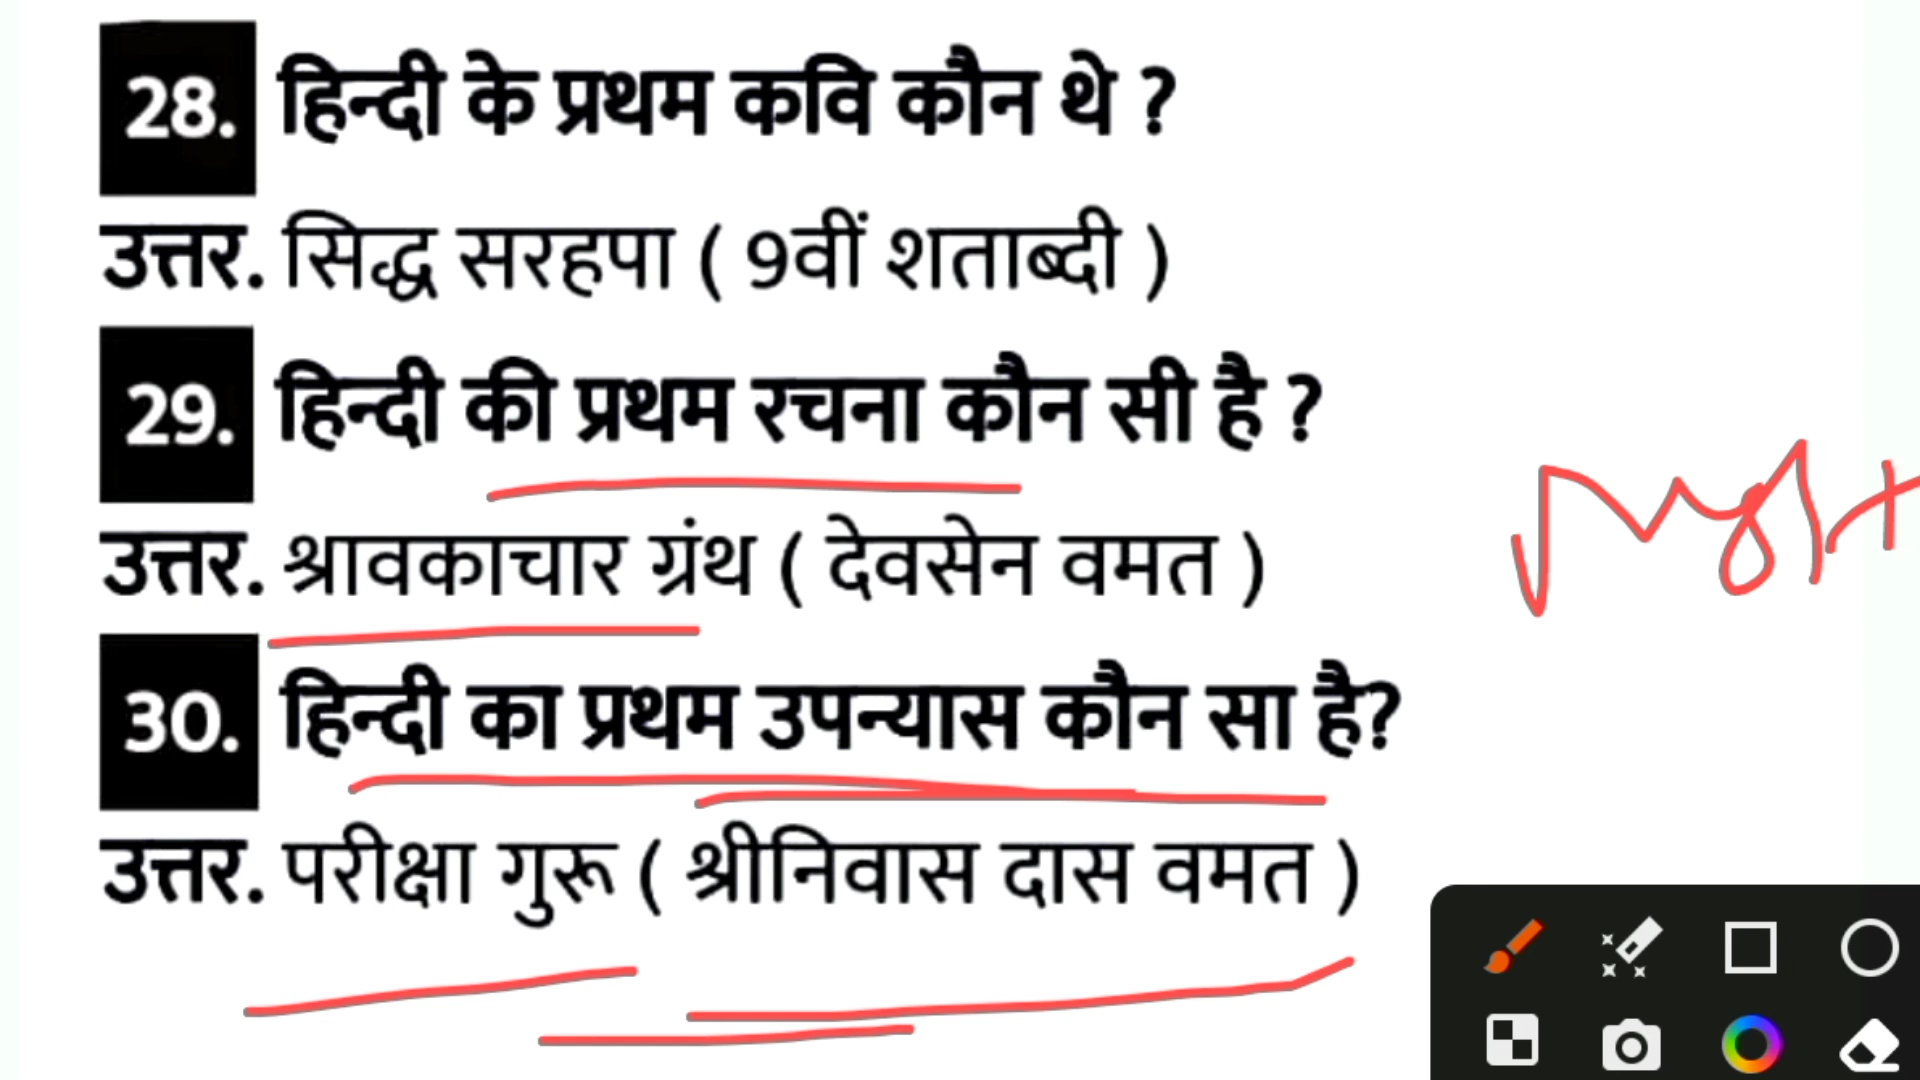 28. हिन्दी के प्रथम कवि कौन थे ?
उत्तर. सिद्ध सरहपा ( 9वीं शताब्दी )
29. हिन्दी की प्रथम रचना कौन सी है ?
उत्तर. श्रावकाचार ग्रंथ ( देवसेन वमत )
30. हिन्दी का प्रथम उपन्यास कौन सा है?
उत्तर. परीक्षा गुरू ( श्रीनिवास दास वमत )